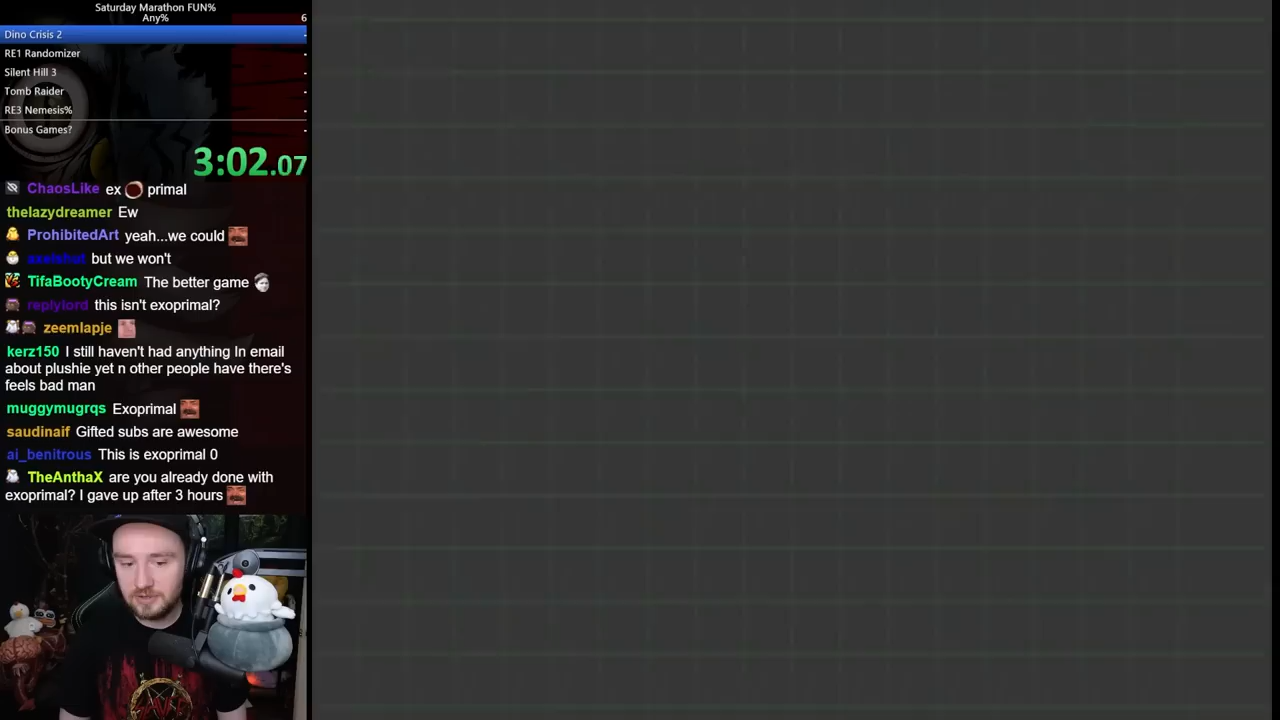 Saturday Marathon FUN%
Any%
6
Dino Crisis 2 -
RE1 Randomizer -
Silent Hill 3 -
Tomb Raider -
RE3 Nemesis% -
Bonus Games? -
3:02.07
ChaosLike ex primal
thelazydreamer Ew
ProhibitedArt yeah...we could
but we won't
TifaBootyCream The better game
replylord this isn't exoprimal?
zeemlapje
kerz150 I still haven't had anything In email
about plushie yet n other people have there's
feels bad man
muggymugrqs Exoprimal
saudinaif Gifted subs are awesome
ai_benitrous This is exoprimal 0
TheAnthaX are you already done with
exoprimal? I gave up after 3 hours